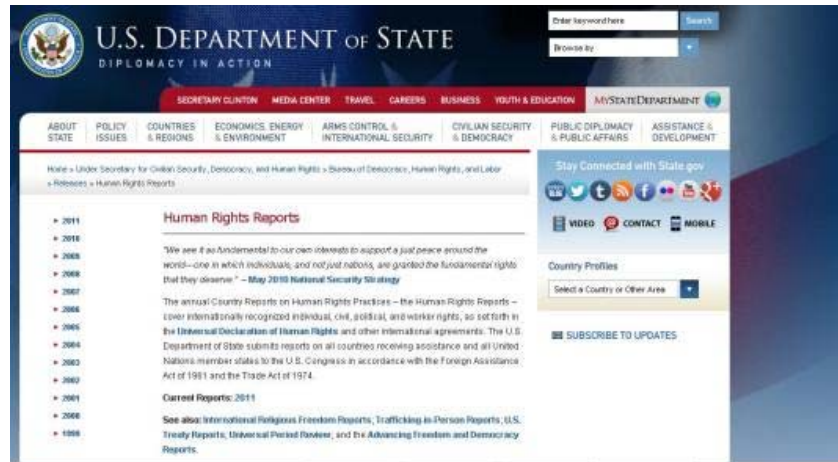 Enter keyword here
Search
U.S. DEPARTMENT OF STATE
DIPLOMACY IN ACTION
Browse by
SECRETARY CLINTON MEDIA CENTER TRAVEL CAREERS BUSINESS YOUTH & EDUCATION MYSTATEDEPARTMENT
ABOUT STATE
POLICY ISSUES
COUNTRIES & REGIONS
ECONOMICS, ENERGY & ENVIRONMENT
ARMS CONTROL & INTERNATIONAL SECURITY
CIVILIAN SECURITY & DEMOCRACY
PUBLIC DIPLOMACY & PUBLIC AFFAIRS
ASSISTANCE & DEVELOPMENT
Home » Under Secretary for Civilian Security, Democracy, and Human Rights » Bureau of Democracy, Human Rights, and Labor
» Releases » Human Rights Reports
2011
2010
2009
2008
2007
2006
2005
2004
2003
2002
2001
2000
1999
Human Rights Reports
"We see it as fundamental to our own interests to support a just peace around the
world—one in which individuals, and not just nations, are granted the fundamental rights
that they deserve." – May 2010 National Security Strategy
The annual Country Reports on Human Rights Practices – the Human Rights Reports –
cover internationally recognized individual, civil, political, and worker rights, as set forth in
the Universal Declaration of Human Rights and other international agreements. The U.S.
Department of State submits reports on all countries receiving assistance and all United
Nations member states to the U.S. Congress in accordance with the Foreign Assistance
Act of 1961 and the Trade Act of 1974.
Current Reports: 2011
See also: International Religious Freedom Reports; Trafficking in Person Reports; U.S.
Treaty Reports, Universal Period Review; and the Advancing Freedom and Democracy
Reports.
Stay Connected with State.gov
VIDEO CONTACT MOBILE
Country Profiles
Select a Country or Other Area
SUBSCRIBE TO UPDATES